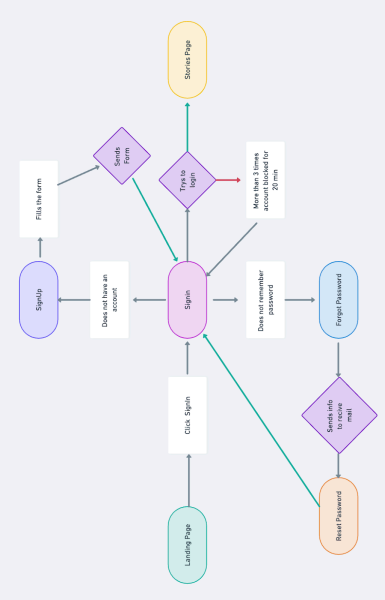 Landing Page
Click SignIn
SignIn
Does not have an
account
SignUp
Fills the form
Sends
Form
Trys to
login
Stories Page
More than 3 times
account blocked for
20 min
Does not remember
password
Forgot Password
Sends info
to recive
mail
Reset Password